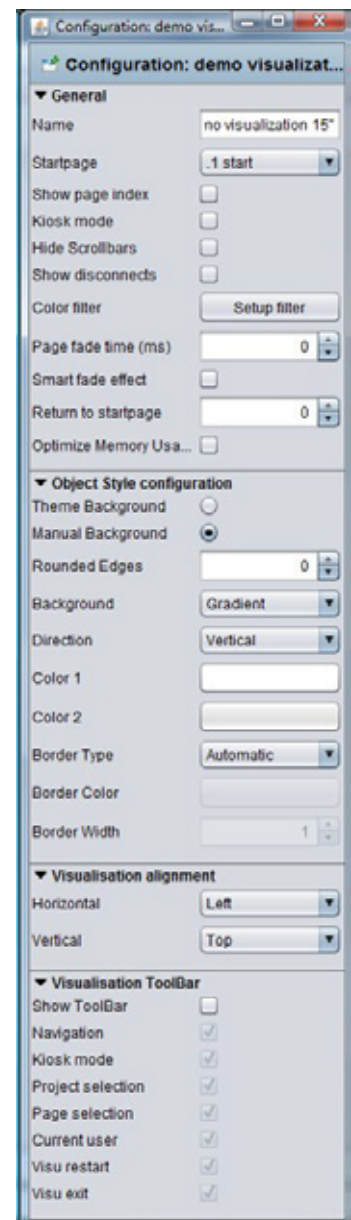 Configuration: demo vis...
Configuration: demo visualizat...
▼ General
Name no visualization 15"
Startpage .1 start
Show page index
Kiosk mode
Hide Scrollbars
Show disconnects
Color filter Setup filter
Page fade time (ms) 0
Smart fade effect
Return to startpage 0
Optimize Memory Usa...
▼ Object Style configuration
Theme Background
Manual Background
Rounded Edges 0
Background Gradient
Direction Vertical
Color 1
Color 2
Border Type Automatic
Border Color
Border Width 1
▼ Visualisation alignment
Horizontal Left
Vertical Top
▼ Visualisation ToolBar
Show ToolBar
Navigation
Kiosk mode
Project selection
Page selection
Current user
Visu restart
Visu exit